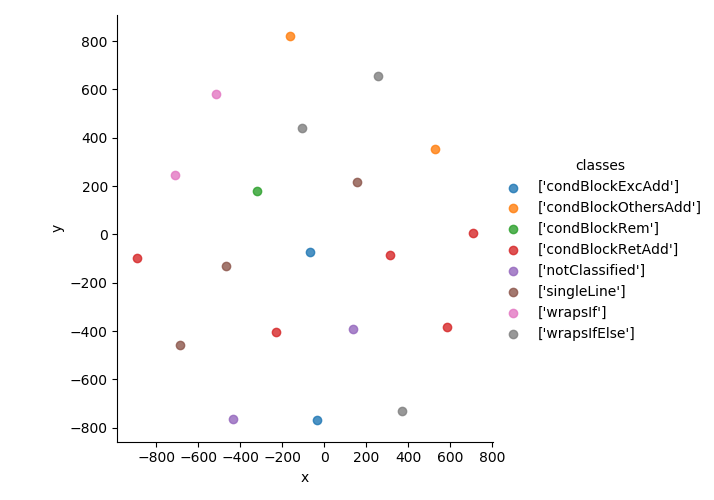 800
600
400
200
0
−200
−400
−600
−800
y
−800 −600 −400 −200 0 200 400 600 800
x
classes
['condBlockExcAdd']
['condBlockOthersAdd']
['condBlockRem']
['condBlockRetAdd']
['notClassified']
['singleLine']
['wrapsIf']
['wrapsIfElse']